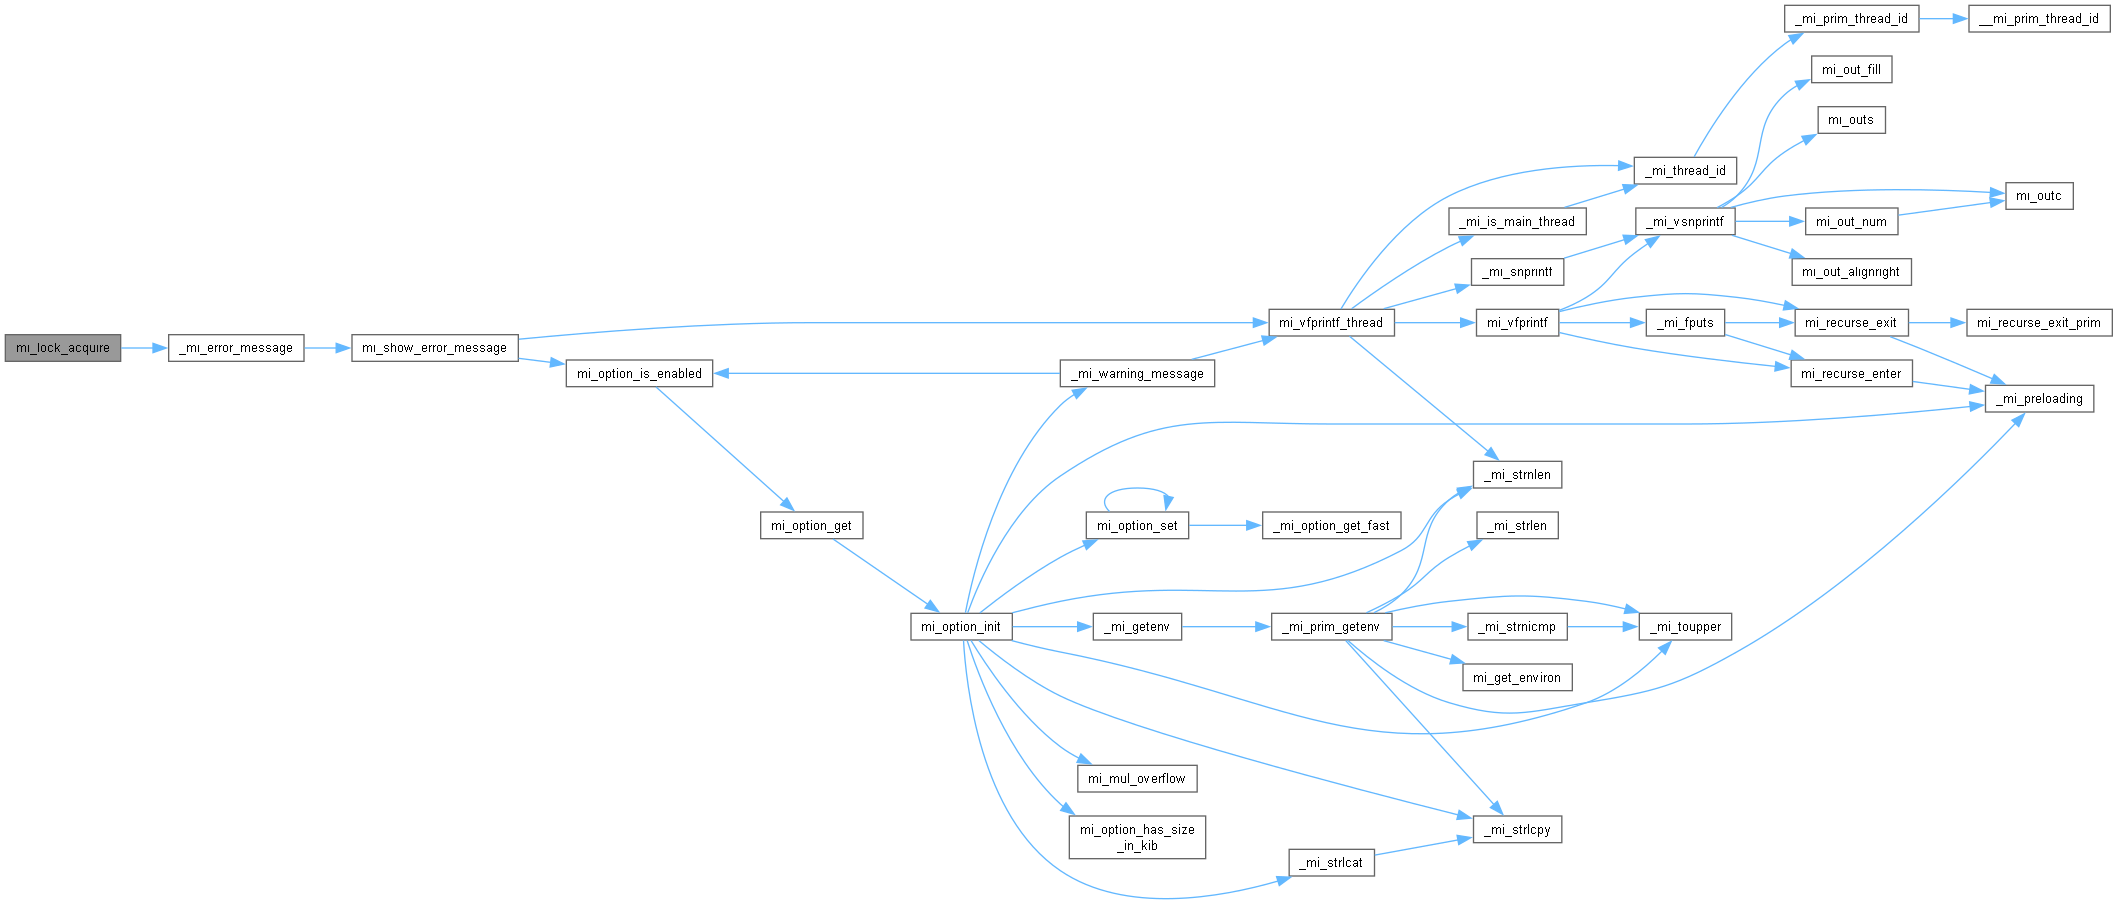 _mi_prim_thread_id
__mi_prim_thread_id
mi_out_fill
mi_outs
_mi_thread_id
mi_outc
_mi_is_main_thread
_mi_vsnprintf
mi_out_num
_mi_snprintf
mi_out_alignright
mi_vfprintf_thread
mi_vfprintf
_mi_fputs
mi_recurse_exit
mi_recurse_exit_prim
mi_lock_acquire
_mi_error_message
mi_show_error_message
mi_option_is_enabled
_mi_warning_message
mi_recurse_enter
_mi_preloading
_mi_strnlen
mi_option_get
mi_option_set
_mi_option_get_fast
_mi_strlen
mi_option_init
_mi_getenv
_mi_prim_getenv
_mi_strnicmp
_mi_toupper
mi_get_environ
mi_mul_overflow
mi_option_has_size
_in_kib
_mi_strlcpy
_mi_strlcat